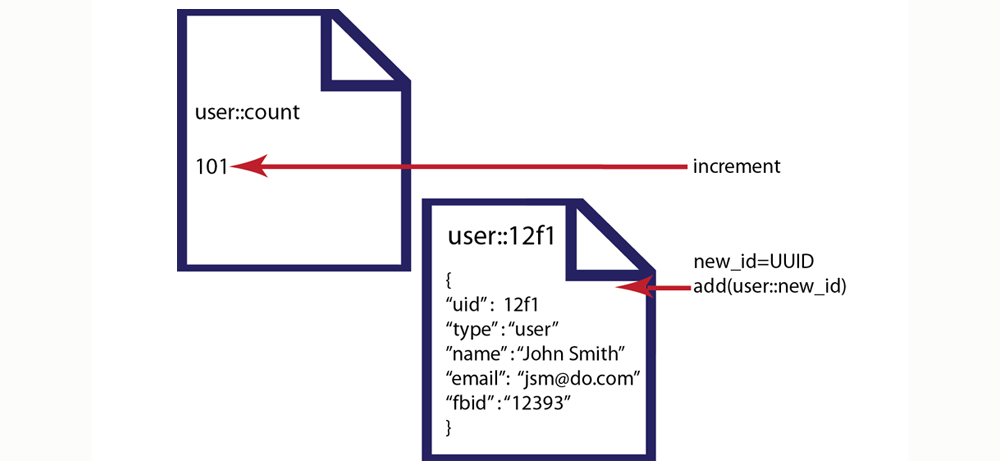 user::count
101
increment
user::12f1
new_id=UUID
add(user::new_id)
{
“uid”: 12f1
“type”:“user”
”name”:“John Smith”
“email”: “jsm@do.com”
“fbid”:“12393”
}